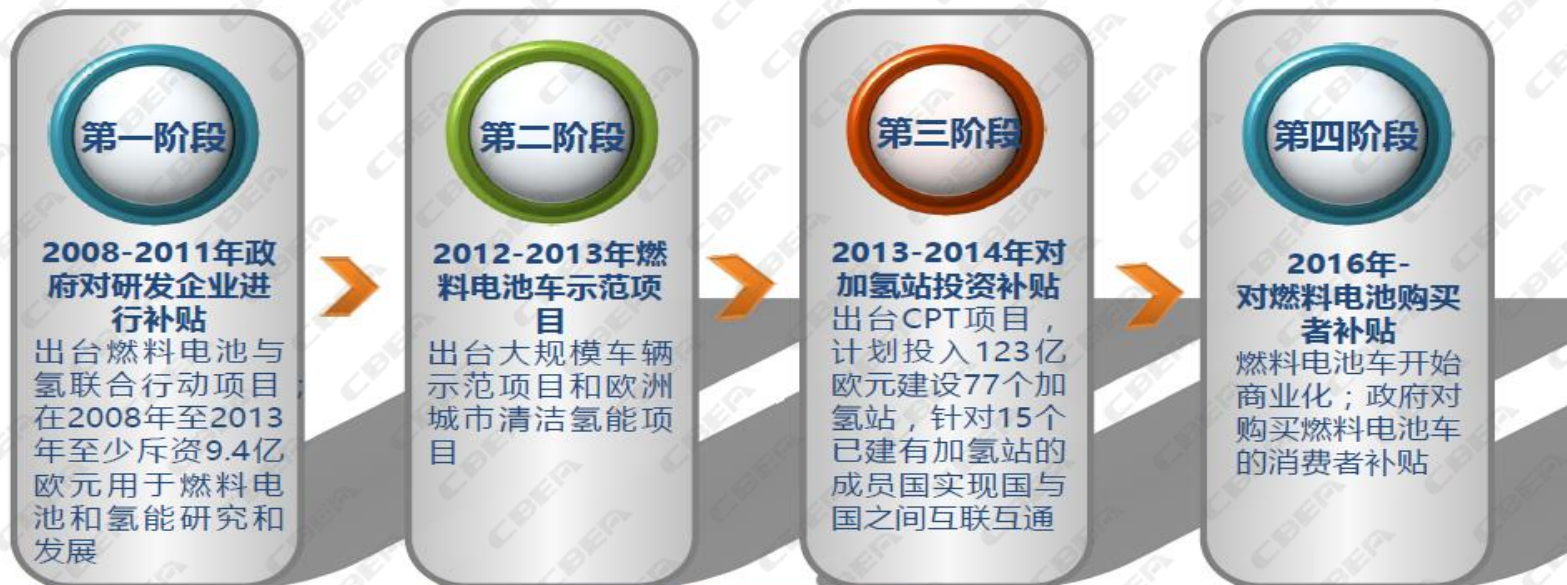 第一阶段
2008-2011年政
府对研发企业进
行补贴
出台燃料电池与
氢联合行动项目;
在2008年至2013
年至少斥资9.4亿
欧元用于燃料电
池和氢能研究和
发展
第二阶段
2012-2013年燃
料电池车示范项
目
出台大规模车辆
示范项目和欧洲
城市清洁氢能项
目
第三阶段
2013-2014年对
加氢站投资补贴
出台CPT项目，
计划投入123亿
欧元建设77个加
氢站，针对15个
已建有加氢站的
成员国实现国与
国之间互联互通
第四阶段
2016年-
对燃料电池购买
者补贴
燃料电池车开始
商业化；政府对
购买燃料电池车
的消费者补贴
CBEA